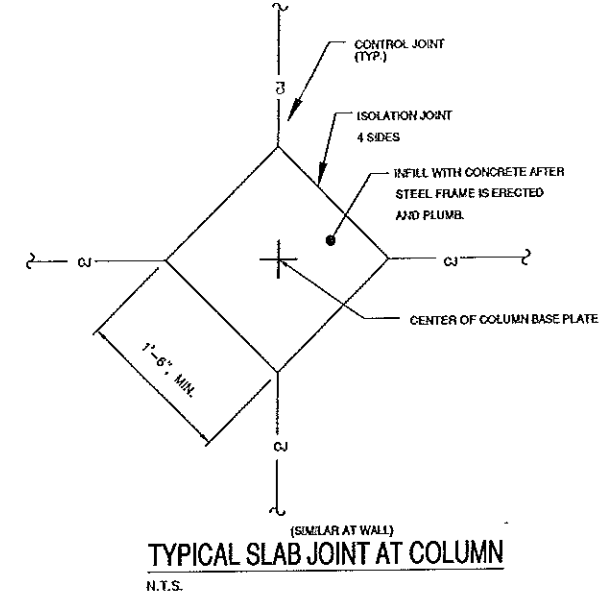 CONTROL JOINT
(TYP.)
CJ
ISOLATION JOINT
4 SIDES
INFILL WITH CONCRETE AFTER
STEEL FRAME IS ERECTED
AND PLUMB.
CJ
CJ
CENTER OF COLUMN BASE PLATE
1'-6", MIN.
CJ
(SIMILAR AT WALL)
TYPICAL SLAB JOINT AT COLUMN
N.T.S.